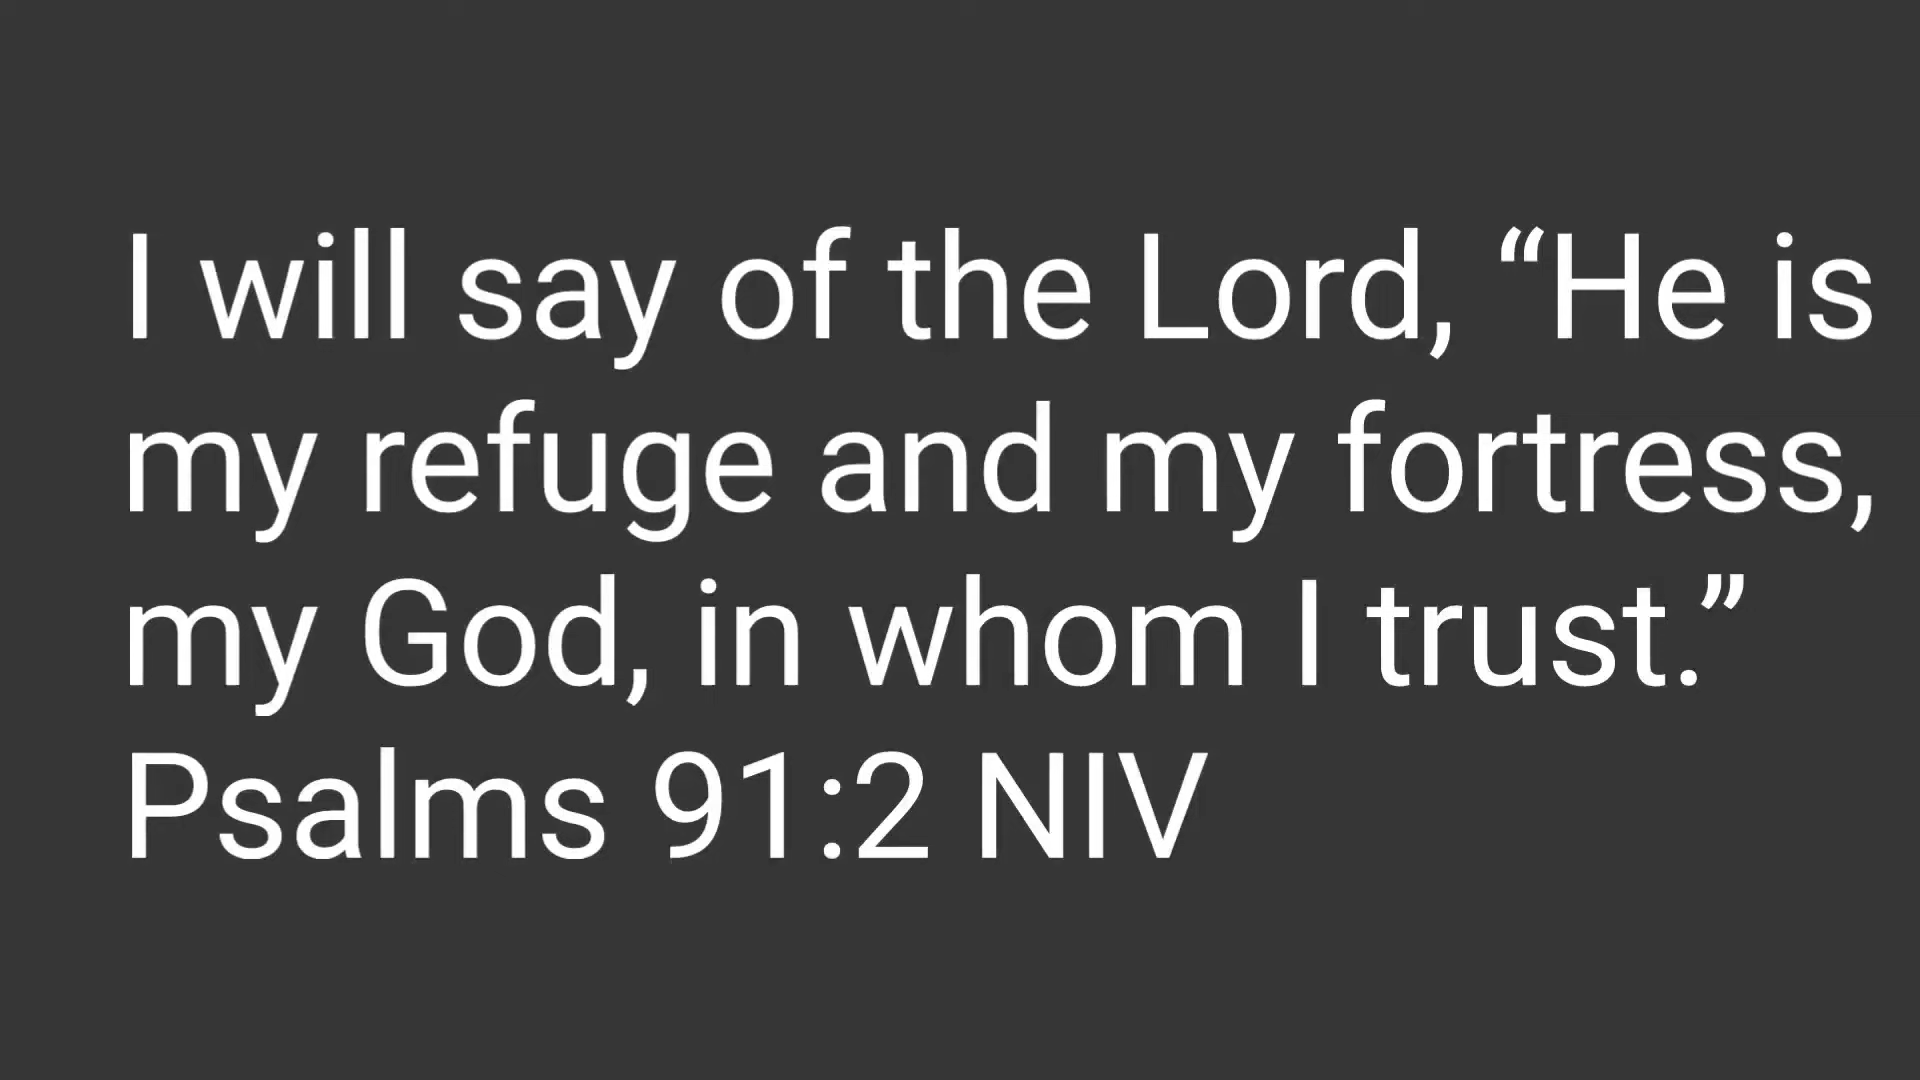 I will say of the Lord, “He is
my refuge and my fortress,
my God, in whom I trust.”
Psalms 91:2 NIV